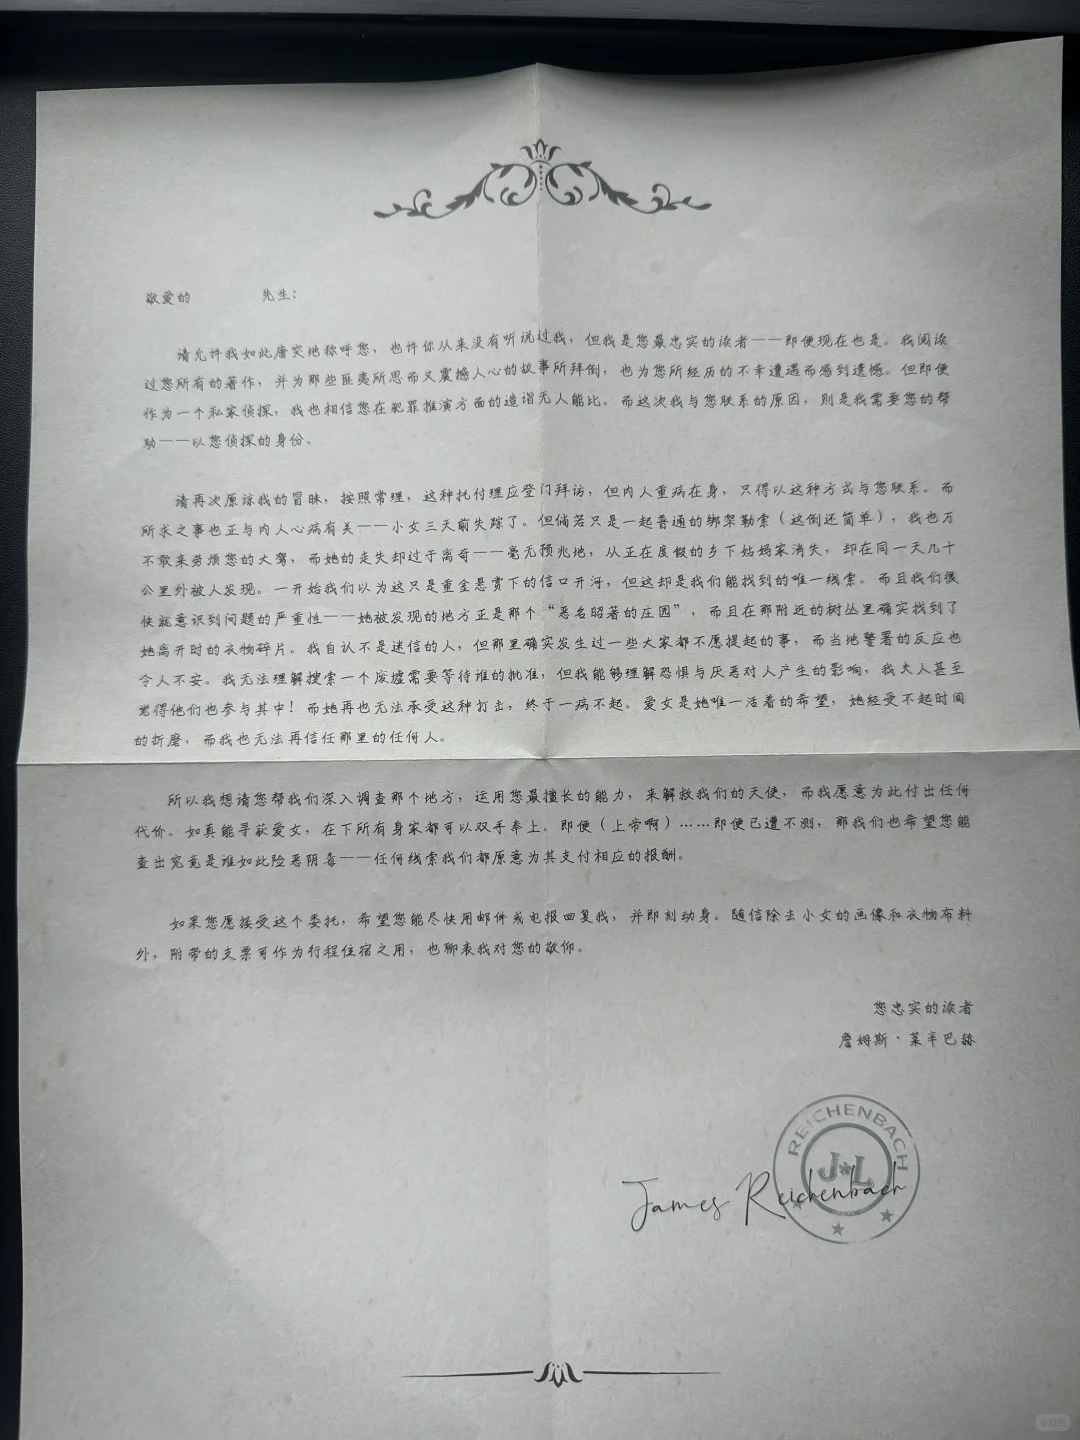 敬爱的 先生：
请允许我如此唐突地称呼您，也许你从来没有听说过我，但我是您最忠实的读者——即便现在也是。我阅读
过您所有的著作，并为那些匪夷所思而又震撼人心的故事所拜倒，也为您所经历的不幸遭遇而感到遗憾。但即便
作为一个私家侦探，我也相信您在犯罪推演方面的造诣无人能比。而这次我与您联系的原因，则是我需要您的帮
助——以您侦探的身份。
请再次原谅我的冒昧，按照常理，这种托付理应登门拜访，但内人重病在身，只得以这种方式与您联系。而
所求之事也正与内人心病有关——小女三天前失踪了。但倘若只是一起普通的绑架勒索（这倒还简单），我也万
不敢来劳烦您的大驾，而她的走失却过于离奇——毫无预兆地，从正在度假的乡下姑妈家消失，却在同一天几十
公里外被人发现。一开始我们以为这只是重金悬赏下的信口开河，但这却是我们能找到的唯一线索。而且我们很
快就意识到问题的严重性——她被发现的地方正是那个“恶名昭著的庄园”，而且在那附近的树丛里确实找到了
她离开时的衣物碎片。我自认不是迷信的人，但那里确实发生过一些大家都不愿提起的事，而当地警署的反应也
令人不安。我无法理解搜索一个废墟需要等待谁的批准，但我能够理解恐惧与厌恶对人产生的影响，我夫人甚至
觉得他们也参与其中！而她再也无法承受这种打击，终于一病不起。爱女是她唯一活着的希望，她经受不起时间
的折磨，而我也无法再信任那里的任何人。
所以我想请您帮我们深入调查那个地方，运用您最擅长的能力，来解救我们的天使，而我愿意为此付出任何
代价。如真能寻获爱女，在下所有身家都可以双手奉上。即便（上帝啊）……即便已遭不测，那我们也希望您能
查出究竟是谁如此险恶阴毒——任何线索我们都愿意为其支付相应的报酬。
如果您愿接受这个委托，希望您能尽快用邮件或电报回复我，并即刻动身。随信除去小女的画像和衣物布料
外，附带的支票可作为行程住宿之用，也聊表我对您的敬仰。
您忠实的读者
詹姆斯·莱辛巴赫
REICHENBACH
J*L
James Reichenbach
小红书